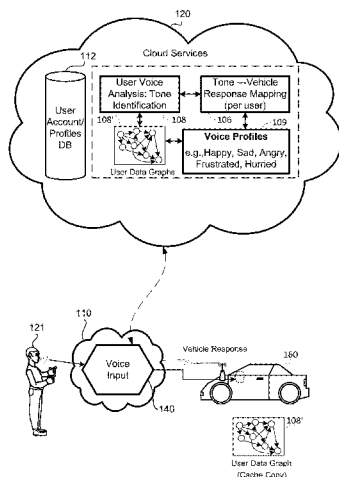 120
112
Cloud Services
User
Account/
Profiles
DB
User Voice
Analysis: Tone
Identification
Tone —Vehicle
Response Mapping
(per user)
108'
108
106
109
User Data Graphs
Voice Profiles
e.g.,Happy, Sad, Angry,
Frustrated, Hurried
121
110
Voice
Input
140
Vehicle Response
160
108'
User Data Graph
(Cache Copy)